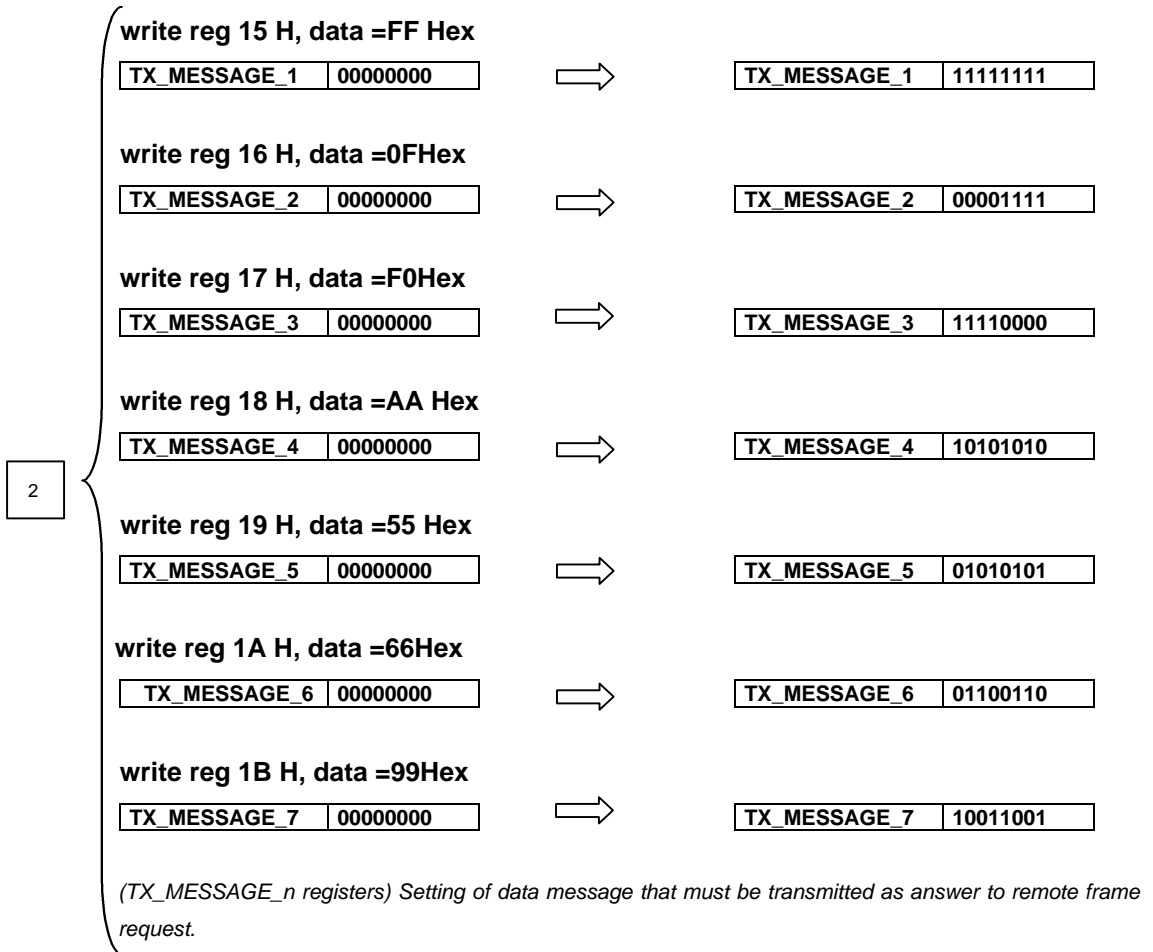 write reg 15 H, data =FF Hex
TX_MESSAGE_1 00000000 TX_MESSAGE_1 11111111
write reg 16 H, data =0FHex
TX_MESSAGE_2 00000000 TX_MESSAGE_2 00001111
write reg 17 H, data =F0Hex
TX_MESSAGE_3 00000000 TX_MESSAGE_3 11110000
write reg 18 H, data =AA Hex
TX_MESSAGE_4 00000000 TX_MESSAGE_4 10101010
2
write reg 19 H, data =55 Hex
TX_MESSAGE_5 00000000 TX_MESSAGE_5 01010101
write reg 1A H, data =66Hex
TX_MESSAGE_6 00000000 TX_MESSAGE_6 01100110
write reg 1B H, data =99Hex
TX_MESSAGE_7 00000000 TX_MESSAGE_7 10011001
(TX_MESSAGE_n registers) Setting of data message that must be transmitted as answer to remote frame
request.